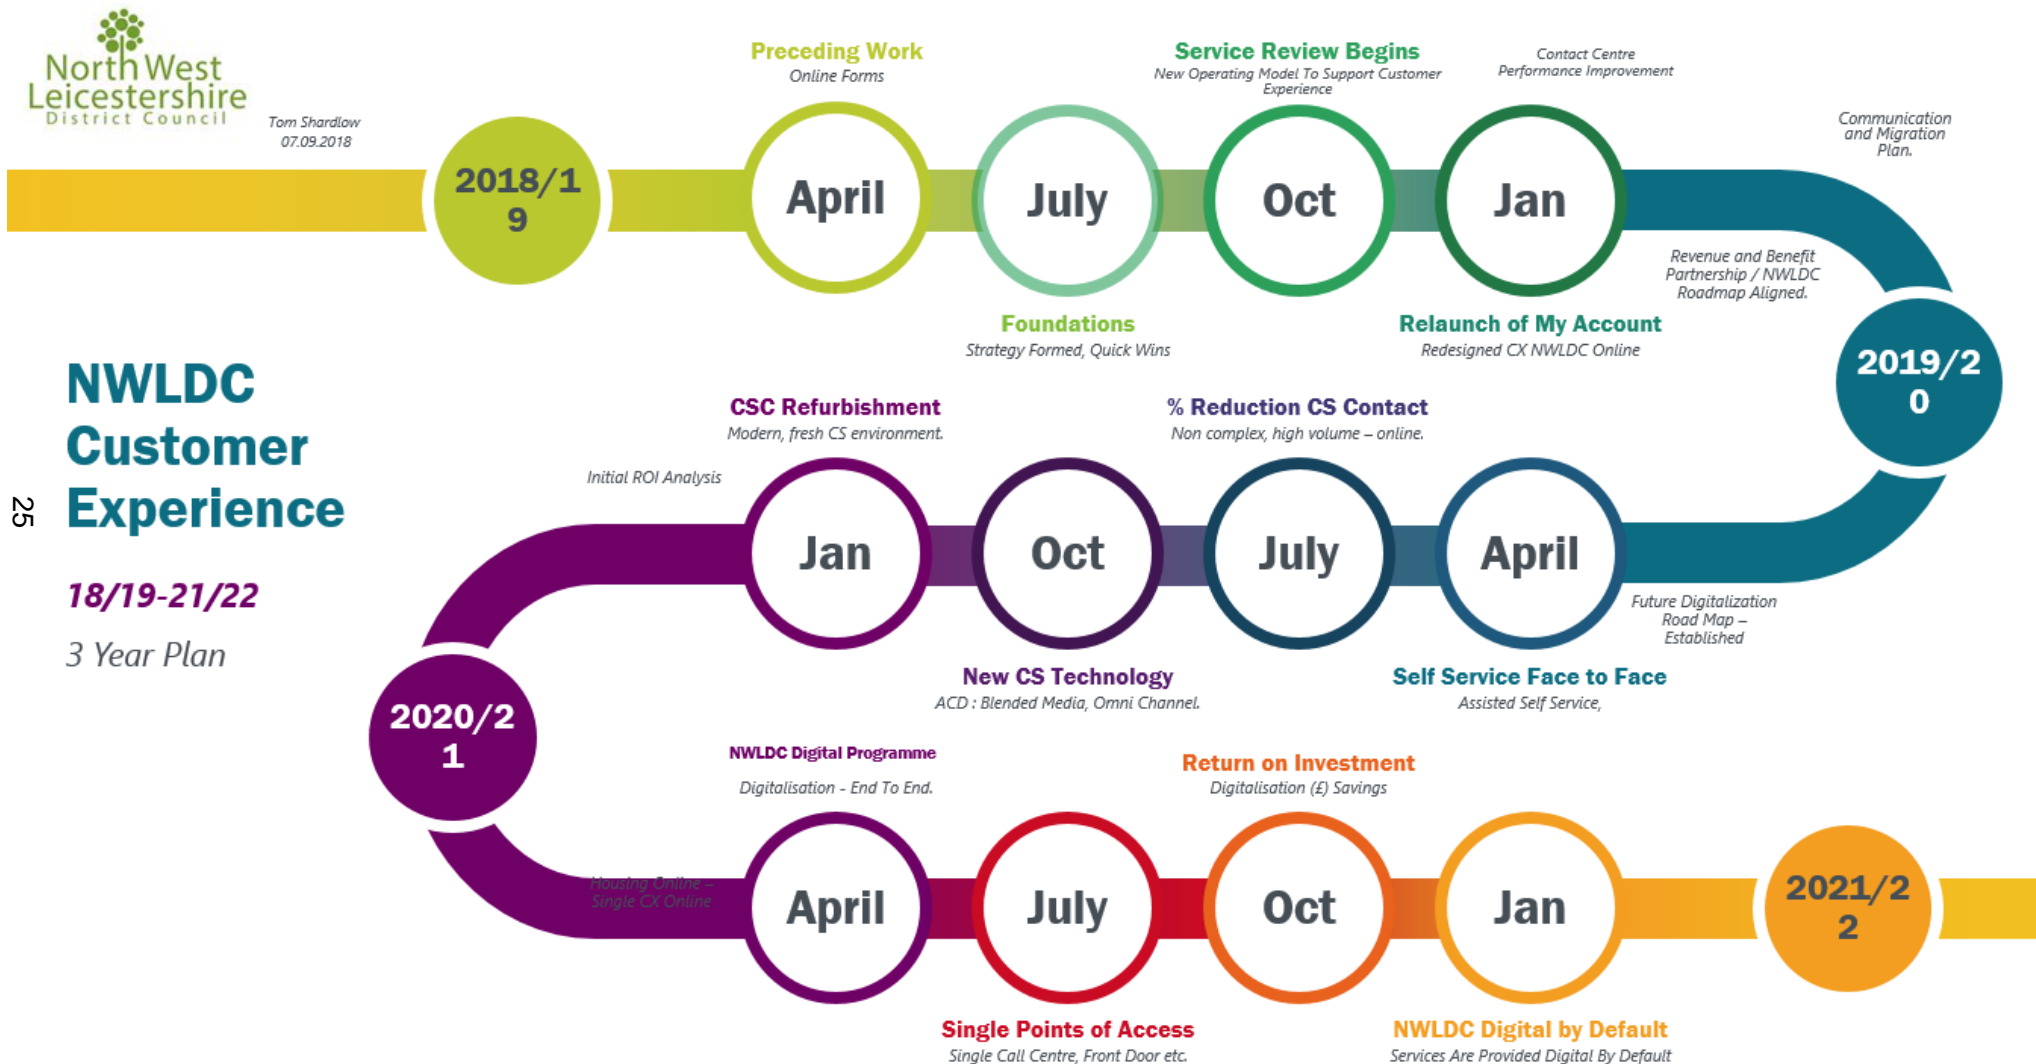 North West
Leicestershire
District Council
Tom Shardlow
07.09.2018
2018/1
9
Preceding Work
Online Forms
April
July
Foundations
Strategy Formed, Quick Wins
Service Review Begins
New Operating Model To Support Customer
Experience
Oct
Contact Centre
Performance Improvement
Jan
Relaunch of My Account
Redesigned CX NWLDC Online
Communication
and Migration
Plan.
Revenue and Benefit
Partnership / NWLDC
Roadmap Aligned.
2019/2
0
NWLDC
Customer
Experience
18/19-21/22
3 Year Plan
25
Future Digitalization
Road Map –
Established
April
Self Service Face to Face
Assisted Self Service,
% Reduction CS Contact
Non complex, high volume – online.
July
Oct
New CS Technology
ACD : Blended Media, Omni Channel.
CSC Refurbishment
Modern, fresh CS environment.
Jan
Initial ROI Analysis
2020/2
1
Housing Online –
Single CX Online
NWLDC Digital Programme
Digitalisation - End To End.
April
July
Single Points of Access
Single Call Centre, Front Door etc.
Return on Investment
Digitalisation (£) Savings
Oct
Jan
NWLDC Digital by Default
Services Are Provided Digital By Default
2021/2
2